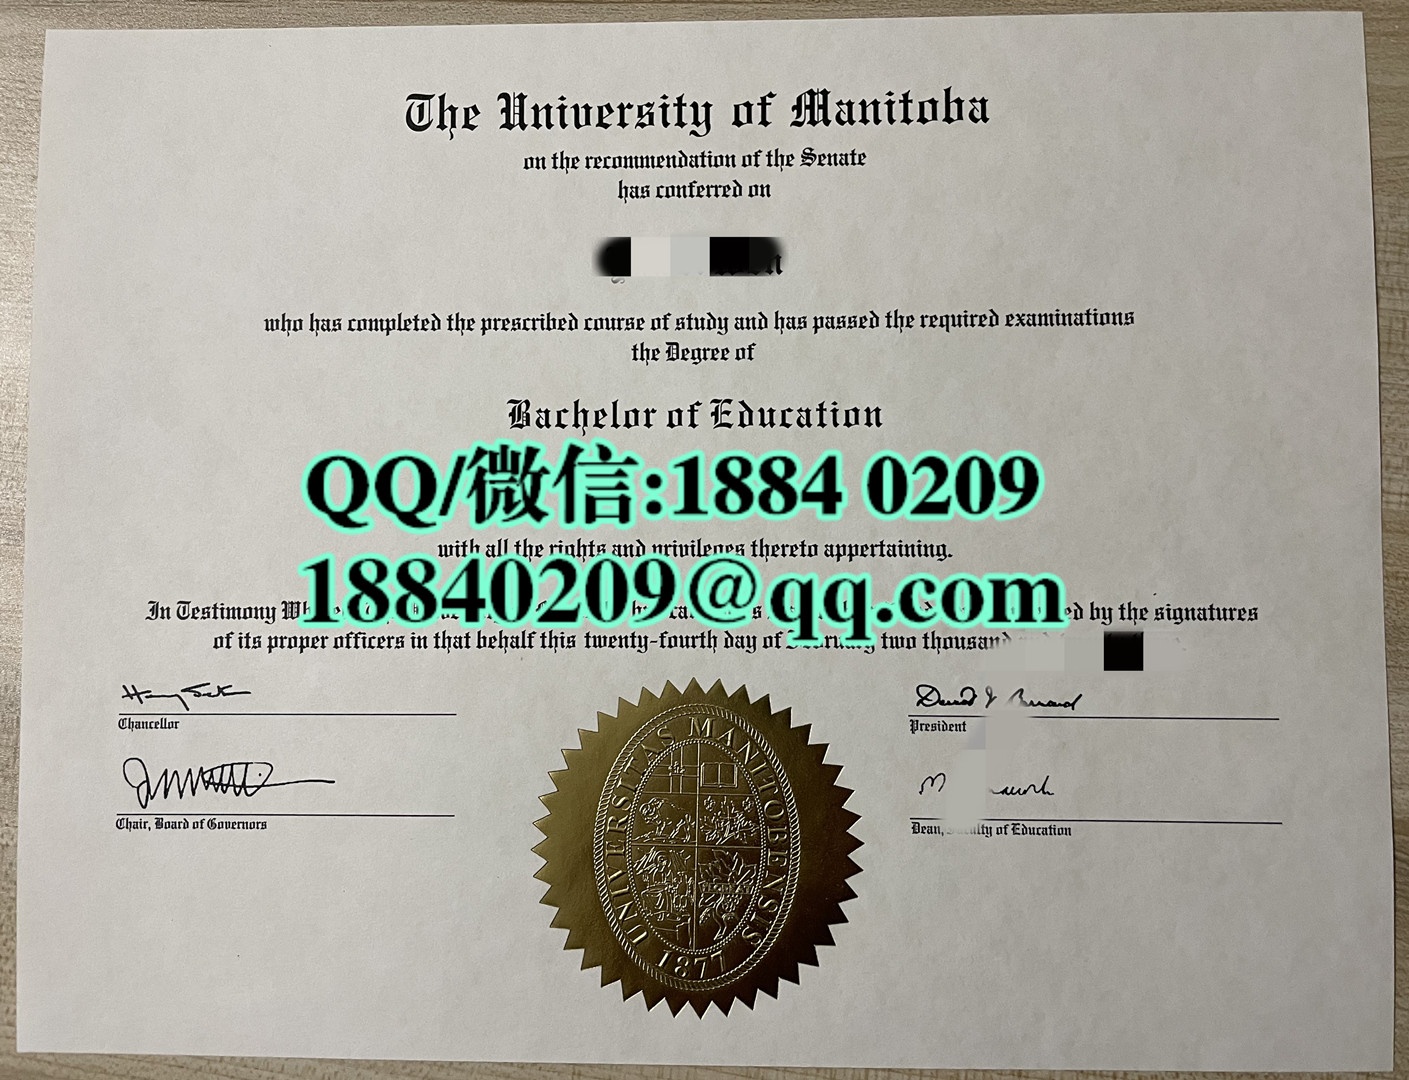 The University of Manitoba
on the recommendation of the Senate
has conferred on
who has completed the prescribed course of study and has passed the required examinations
the Degree of
Bachelor of Education
QQ/微信:1884 0209
with all the rights and privileges thereto appertaining.
18840209@qq.com
In Testimony by the signatures
of its proper officers in that behalf this twenty-fourth day of February two thousand
Chancellor
President
Chair, Board of Governors
Dean, Faculty of Education
UNIVERSITAS MANITOBENSIS
1877